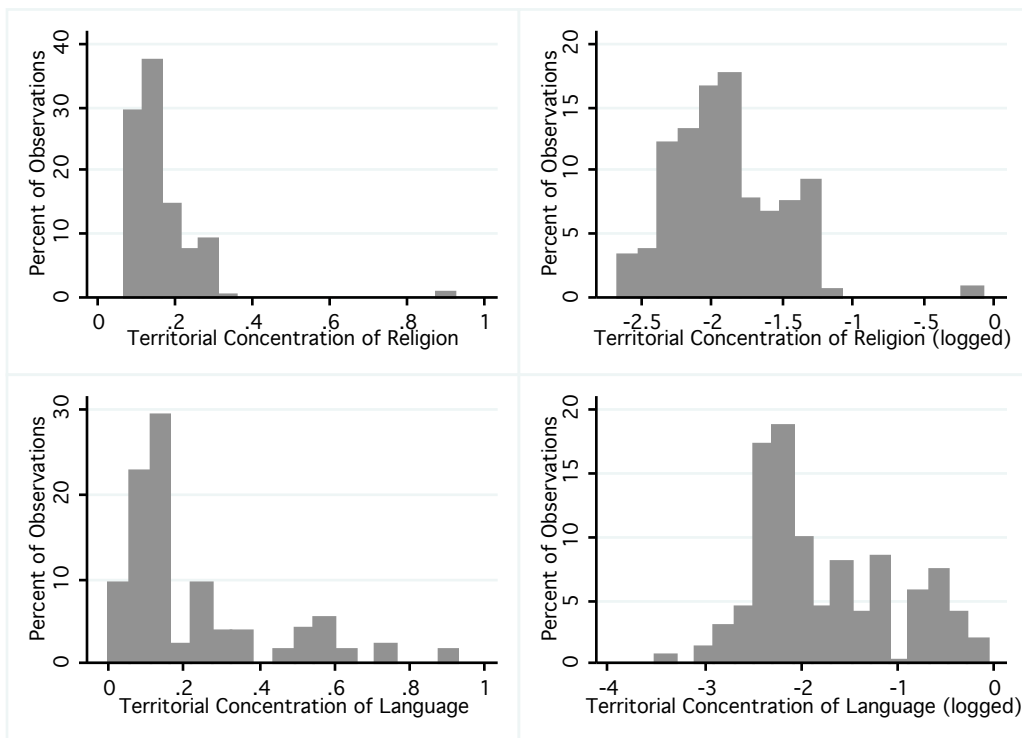 Percent of Observations
0 10 20 30 40
0 .2 .4 .6 .8 1
Territorial Concentration of Religion
Percent of Observations
0 5 10 15 20
-2.5 -2 -1.5 -1 -.5 0
Territorial Concentration of Religion (logged)
Percent of Observations
0 10 20 30
0 .2 .4 .6 .8 1
Territorial Concentration of Language
Percent of Observations
0 5 10 15 20
-4 -3 -2 -1 0
Territorial Concentration of Language (logged)